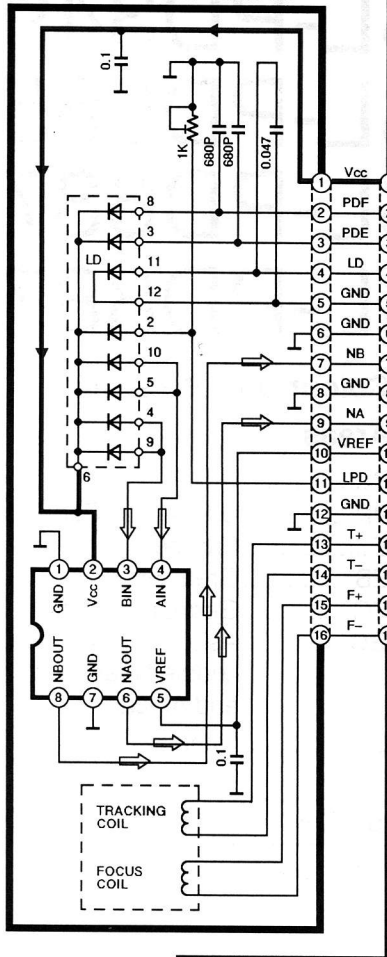 0.1
1K
680P
680P
0.047
1 Vcc
2 PDF
3 PDE
4 LD
5 GND
6 GND
7 NB
8 GND
9 NA
10 VREF
11 LPD
12 GND
13 T+
14 T−
15 F+
16 F−
8
3
LD 11
12
2
10
5
4
9
6
1 2 3 4
GND Vcc BIN AIN
NBOUT GND NAOUT VREF
8 7 6 5
0.1
TRACKING
COIL
FOCUS
COIL